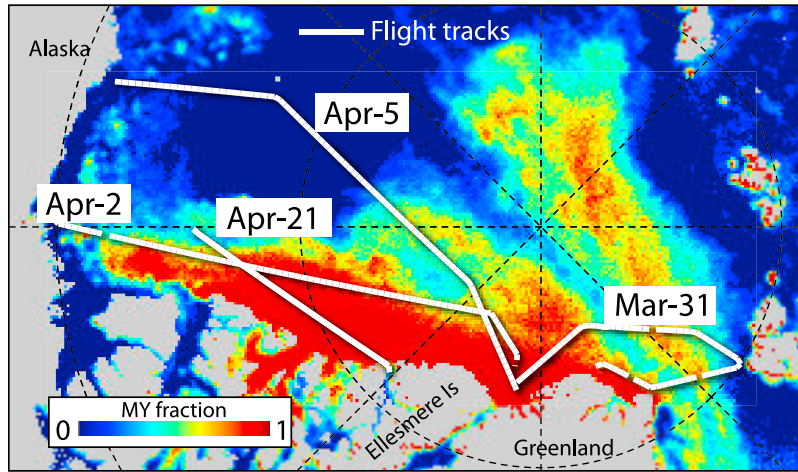 Alaska
Flight tracks
Apr-5
Apr-2
Apr-21
Mar-31
MY fraction
0
1
Ellesmere Is
Greenland